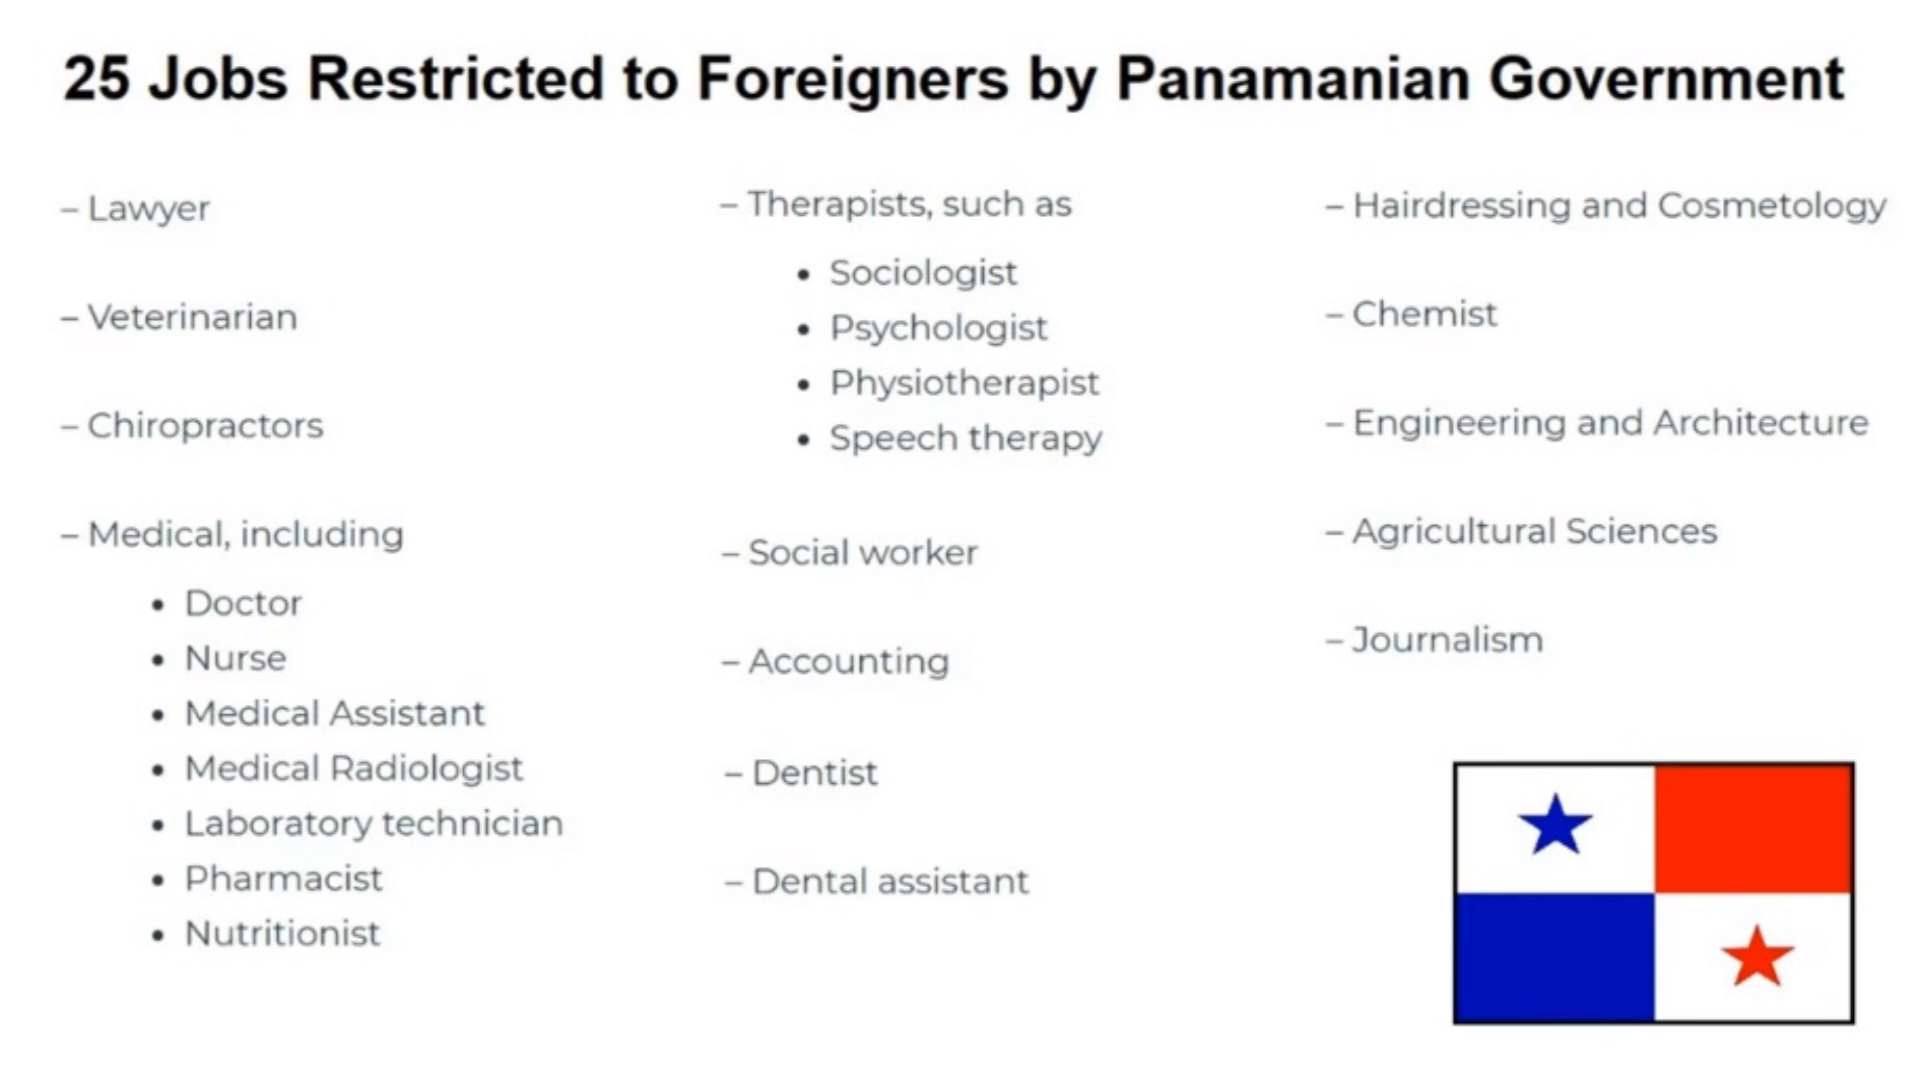 25 Jobs Restricted to Foreigners by Panamanian Government
– Lawyer
– Veterinarian
– Chiropractors
– Medical, including
• Doctor
• Nurse
• Medical Assistant
• Medical Radiologist
• Laboratory technician
• Pharmacist
• Nutritionist
– Therapists, such as
• Sociologist
• Psychologist
• Physiotherapist
• Speech therapy
– Social worker
– Accounting
– Dentist
– Dental assistant
– Hairdressing and Cosmetology
– Chemist
– Engineering and Architecture
– Agricultural Sciences
– Journalism